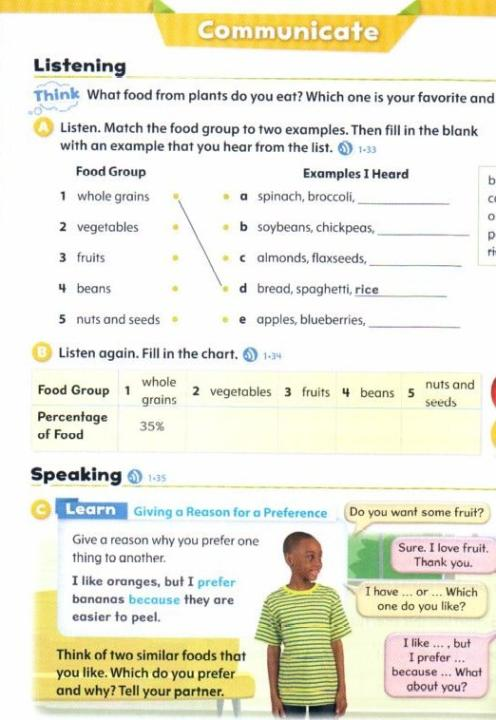 Communicate
Listening
Think What food from plants do you eat? Which one is your favorite and
A Listen. Match the food group to two examples. Then fill in the blank
with an example that you hear from the list. 1·33
Food Group Examples I Heard
1 whole grains a spinach, broccoli,
2 vegetables b soybeans, chickpeas,
3 fruits c almonds, flaxseeds,
4 beans d bread, spaghetti, rice
5 nuts and seeds e apples, blueberries,
B Listen again. Fill in the chart. 1·34
Food Group 1 whole grains 2 vegetables 3 fruits 4 beans 5 nuts and seeds
Percentage of Food 35%
Speaking 1·35
C Learn Giving a Reason for a Preference
Give a reason why you prefer one
thing to another.
I like oranges, but I prefer
bananas because they are
easier to peel.
Think of two similar foods that
you like. Which do you prefer
and why? Tell your partner.
Do you want some fruit?
Sure. I love fruit.
Thank you.
I have ... or ... Which
one do you like?
I like ... , but
I prefer ...
because ... What
about you?